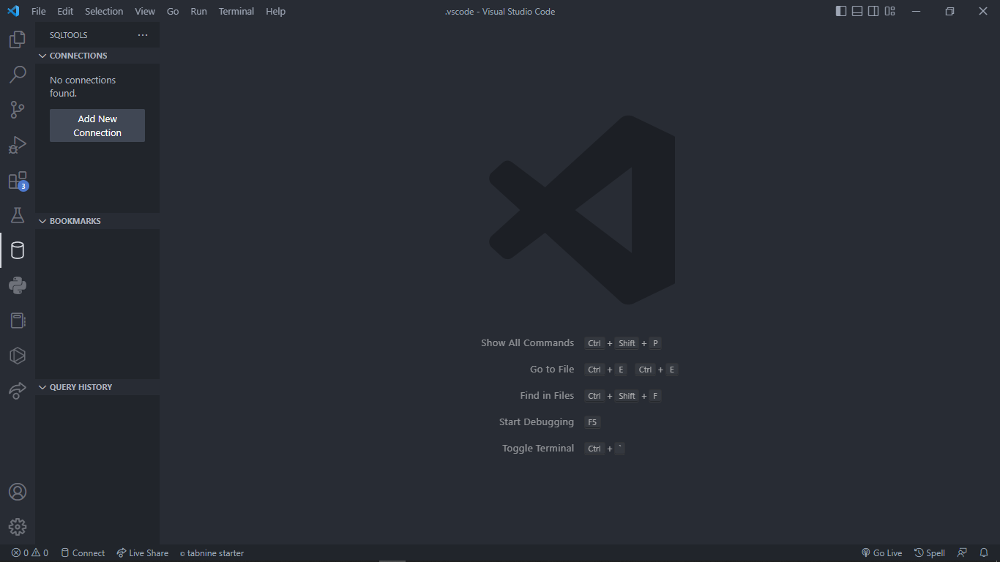 File Edit Selection View Go Run Terminal Help
.vscode - Visual Studio Code
SQLTOOLS
CONNECTIONS
No connections
found.
Add New
Connection
3
BOOKMARKS
QUERY HISTORY
Show All Commands Ctrl + Shift + P
Go to File Ctrl + E Ctrl + E
Find in Files Ctrl + Shift + F
Start Debugging F5
Toggle Terminal Ctrl + `
0 0 Connect Live Share tabnine starter
Go Live Spell